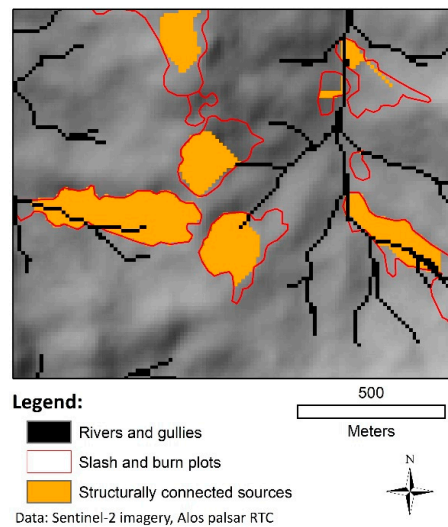 500
Meters
Legend:
Rivers and gullies
Slash and burn plots
Structurally connected sources
N
Data: Sentinel-2 imagery, Alos palsar RTC